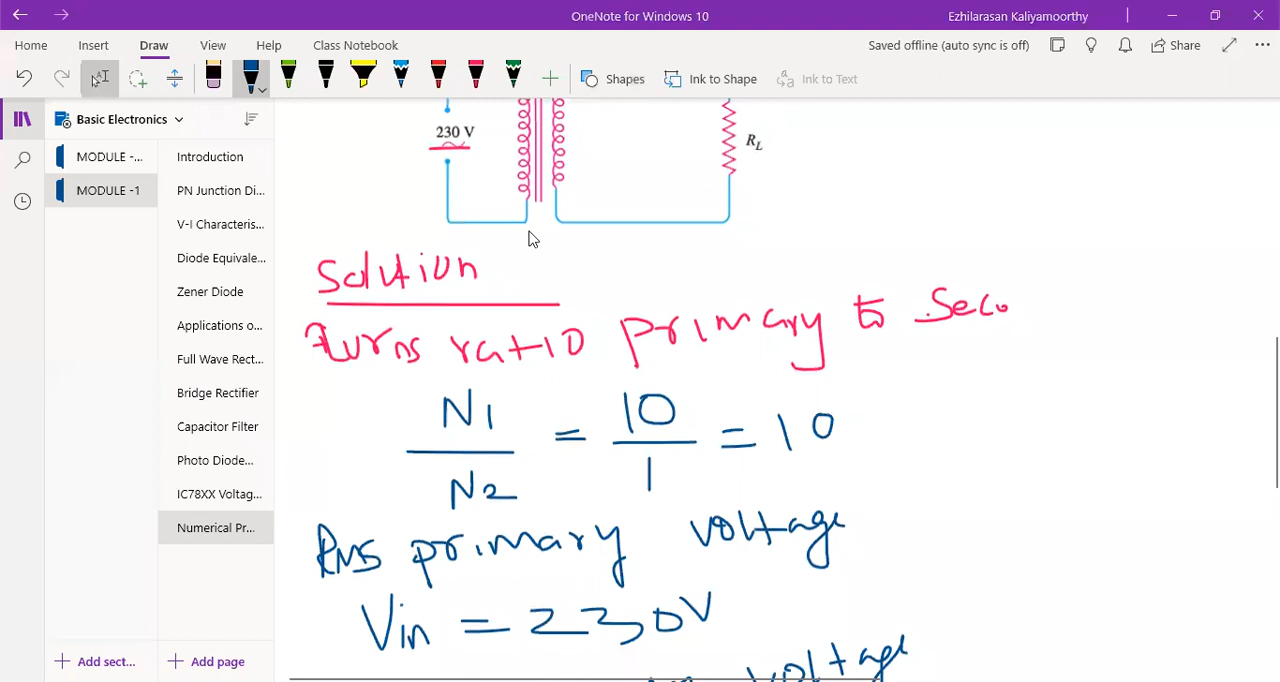 OneNote for Windows 10
Ezhilarasan Kaliyamoorthy
Home Insert Draw View Help Class Notebook
Saved offline (auto sync is off)
Share
Shapes
Ink to Shape
Ink to Text
Basic Electronics
MODULE -...
MODULE -1
Introduction
PN Junction Di...
V-I Characteris...
Diode Equivale...
Zener Diode
Applications o...
Full Wave Rect...
Bridge Rectifier
Capacitor Filter
Photo Diode...
IC78XX Voltag...
Numerical Pr...
Add sect...
Add page
230 V
RL
Solution
Turns ratio primary to Seco
N1/N2 = 10/1 = 10
Rms primary voltage
Vin = 230V
voltage